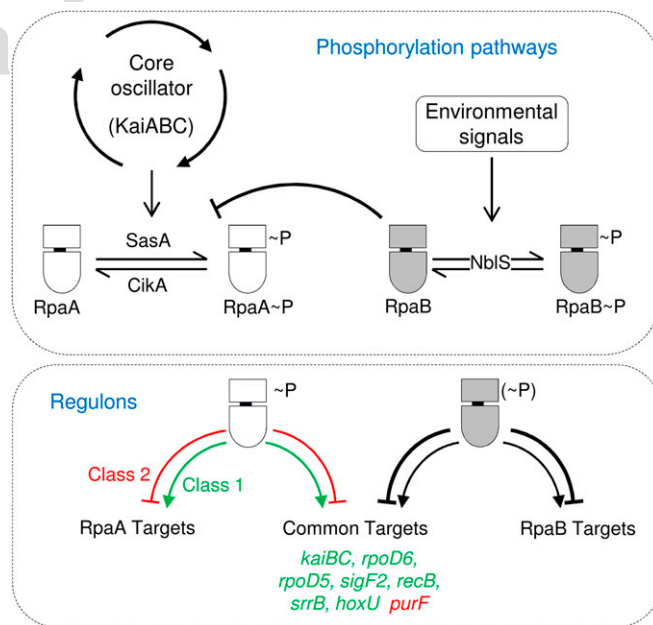 Phosphorylation pathways
Core
oscillator
(KaiABC)
Environmental
signals
SasA
CikA
~P
RpaA
RpaA~P
NblS
~P
RpaB
RpaB~P
Regulons
~P
(~P)
Class 2
Class 1
RpaA Targets
Common Targets
RpaB Targets
kaiBC, rpoD6,
rpoD5, sigF2, recB,
srrB, hoxU purF